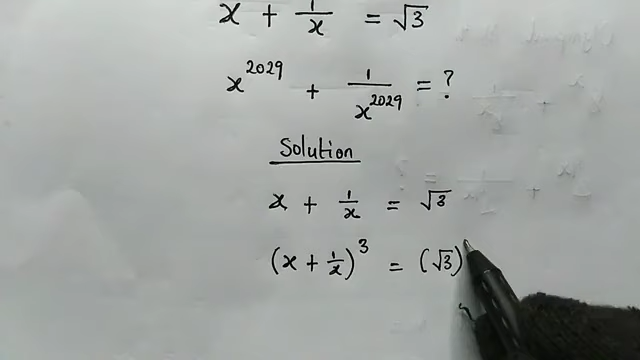 x + 1/x = √3
x^2029 + 1/x^2029 = ?
Solution
x + 1/x = √3
(x + 1/x)^3 = (√3)